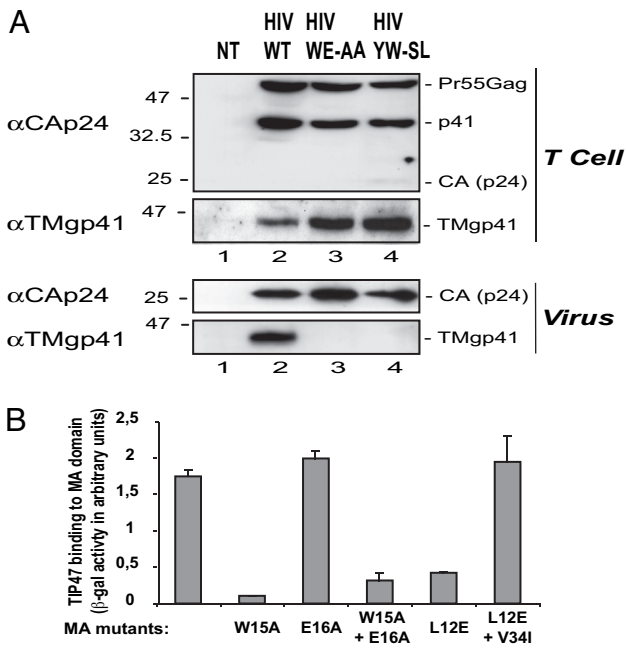 A
HIV HIV HIV
NT WT WE-AA YW-SL
47 - - Pr55Gag
αCAp24 - p41
32.5 -
T Cell
25 - - CA (p24)
47 -
αTMgp41 - TMgp41
1 2 3 4
αCAp24 25 - - CA (p24)
47 - Virus
αTMgp41 - TMgp41
1 2 3 4
B
TIP47 binding to MA domain
(β-gal activty in arbitrary units)
2,5
2
1,5
1
0,5
0
MA mutants: W15A E16A W15A + E16A L12E L12E + V34I